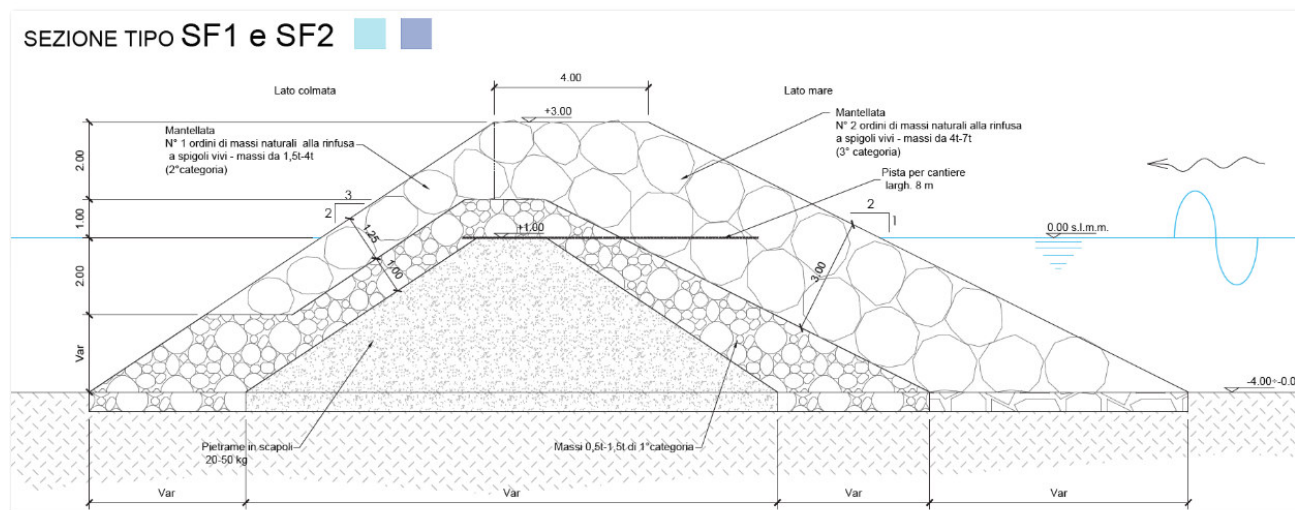 SEZIONE TIPO SF1 e SF2
4.00
Lato colmata
Lato mare
+3.00
Mantellata
N° 1 ordini di massi naturali alla rinfusa
a spigoli vivi - massi da 1,5t-4t
(2°categoria)
Mantellata
N° 2 ordini di massi naturali alla rinfusa
a spigoli vivi - massi da 4t-7t
(3° categoria)
Pista per cantiere
largh. 8 m
2.00
1.00
2.00
Var
3
2
1.25
1.00
+1.00
2
1
3.00
0.00 s.l.m.m.
-4.00÷-0.0
Pietrame in scapoli
20-50 kg
Massi 0,5t-1,5t di 1°categoria
Var
Var
Var
Var